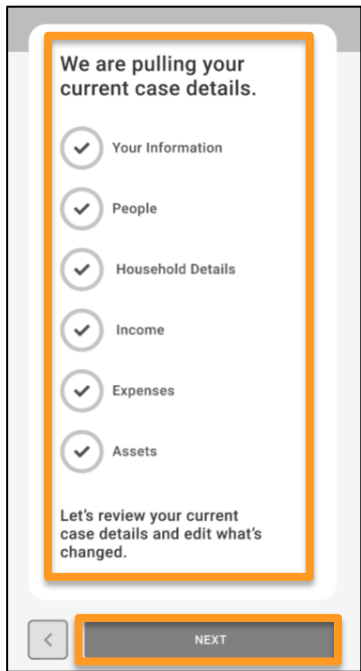 We are pulling your
current case details.
Your Information
People
Household Details
Income
Expenses
Assets
Let's review your current
case details and edit what's
changed.
NEXT